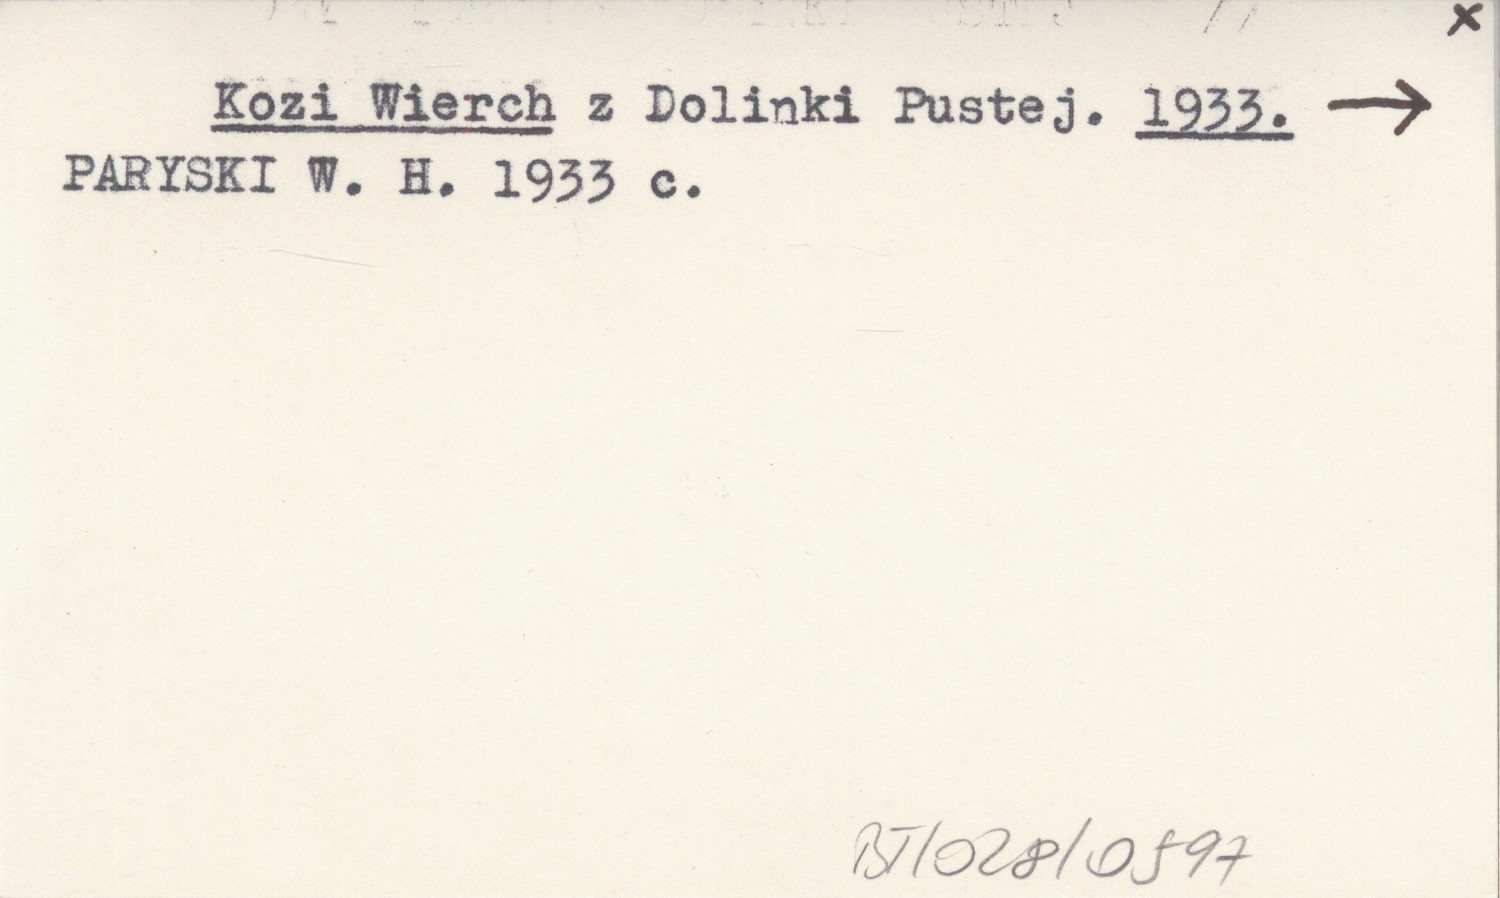 x
Kozi Wierch z Dolinki Pustej. 1933. →
PARYSKI W. H. 1933 c.
BT/028/0597